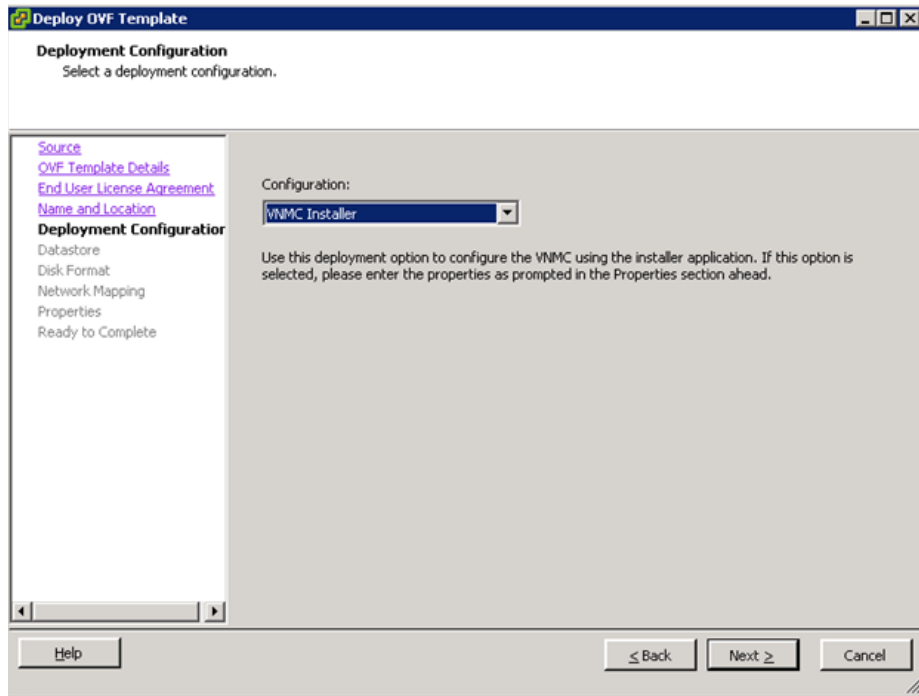 Deploy OVF Template
Deployment Configuration
Select a deployment configuration.
Source
OVF Template Details
End User License Agreement
Name and Location
Deployment Configuration
Datastore
Disk Format
Network Mapping
Properties
Ready to Complete
Configuration:
VNMC Installer
Use this deployment option to configure the VNMC using the installer application. If this option is
selected, please enter the properties as prompted in the Properties section ahead.
Help
≤ Back
Next ≥
Cancel